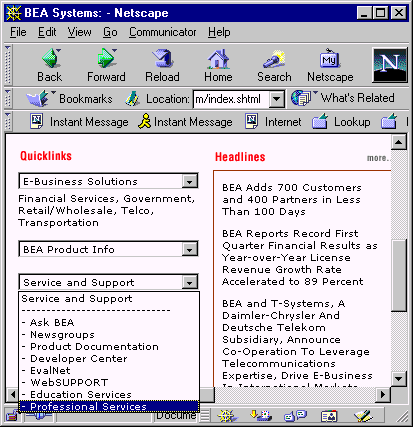 BEA Systems: - Netscape
File Edit View Go Communicator Help
Back Forward Reload Home Search Netscape
My
N
Bookmarks Location: m/index.shtml What's Related
Instant Message Instant Message Internet Lookup
Quicklinks
E-Business Solutions
Financial Services, Government,
Retail/Wholesale, Telco,
Transportation
BEA Product Info
Service and Support
Service and Support
------------------------------
- Ask BEA
- Newsgroups
- Product Documentation
- Developer Center
- EvalNet
- WebSUPPORT
- Education Services
- Professional Services
Headlines more...
BEA Adds 700 Customers
and 400 Partners in Less
Than 100 Days
BEA Reports Record First
Quarter Financial Results as
Year-over-Year License
Revenue Growth Rate
Accelerated to 89 Percent
BEA and T-Systems, A
Daimler-Chrysler And
Deutsche Telekom
Subsidiary, Announce
Co-Operation To Leverage
Telecommunications
Expertise, Drive E-Business
In International Markets
Docume